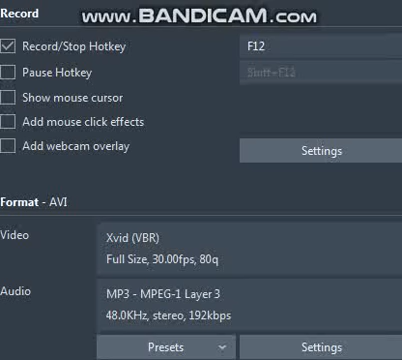 www.BANDICAM.com
Record
Record/Stop Hotkey F12
Pause Hotkey Shift+F12
Show mouse cursor
Add mouse click effects
Add webcam overlay Settings
Format - AVI
Video Xvid (VBR)
Full Size, 30.00fps, 80q
Audio MP3 - MPEG-1 Layer 3
48.0KHz, stereo, 192kbps
Presets Settings